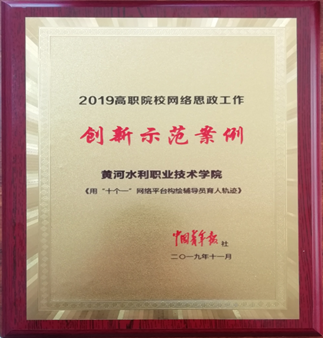 2019高职院校网络思政工作
创新示范案例
黄河水利职业技术学院
《用“十个一”网络平台构绘辅导员育人轨迹》
中国青年报 社
二〇一九年十一月